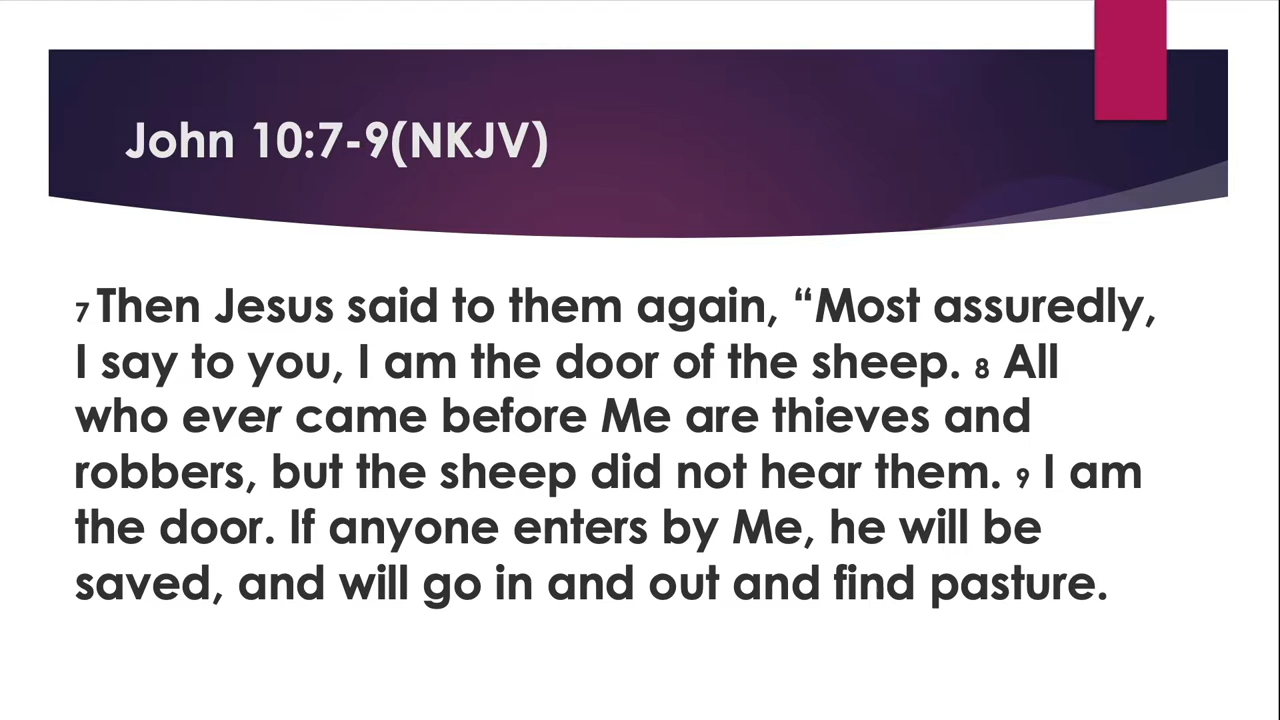 John 10:7-9(NKJV)
7 Then Jesus said to them again, “Most assuredly,
I say to you, I am the door of the sheep. 8 All
who ever came before Me are thieves and
robbers, but the sheep did not hear them. 9 I am
the door. If anyone enters by Me, he will be
saved, and will go in and out and find pasture.